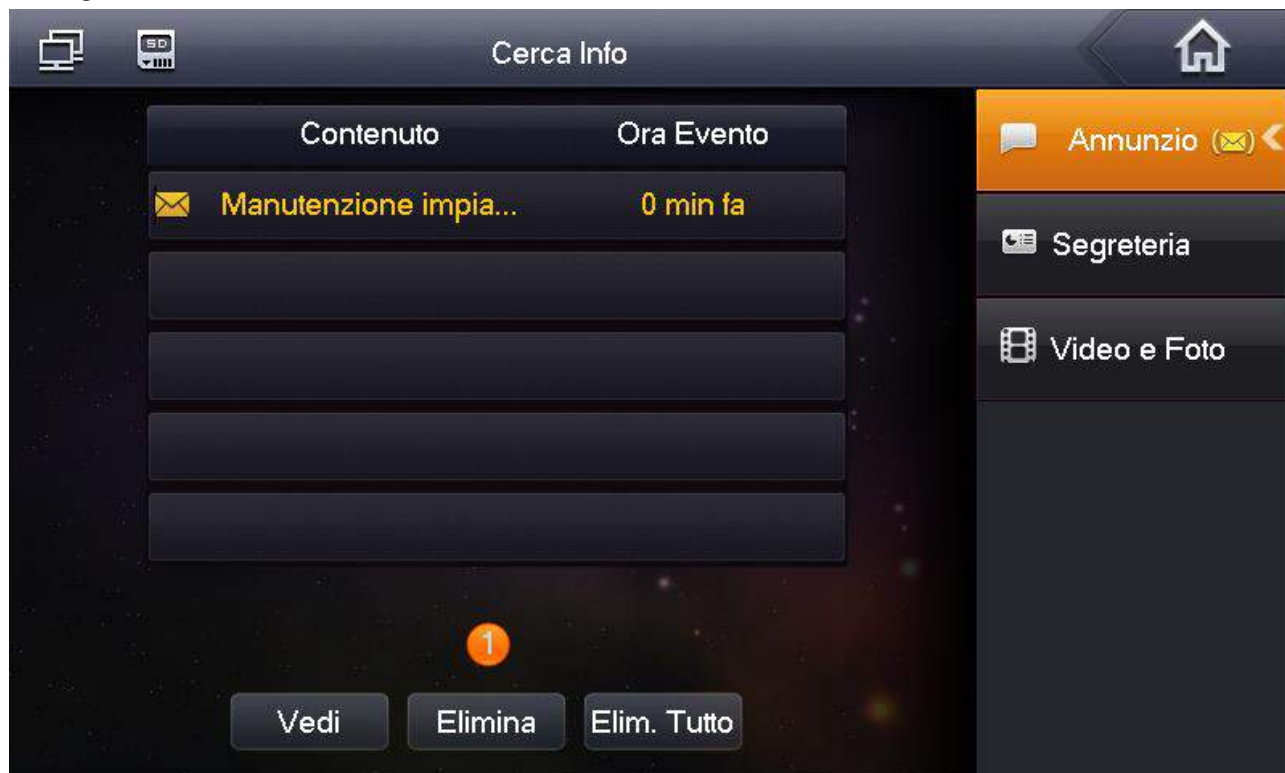 SD
Cerca Info
Contenuto Ora Evento
Manutenzione impia... 0 min fa
1
Vedi Elimina Elim. Tutto
Annunzio
Segreteria
Video e Foto